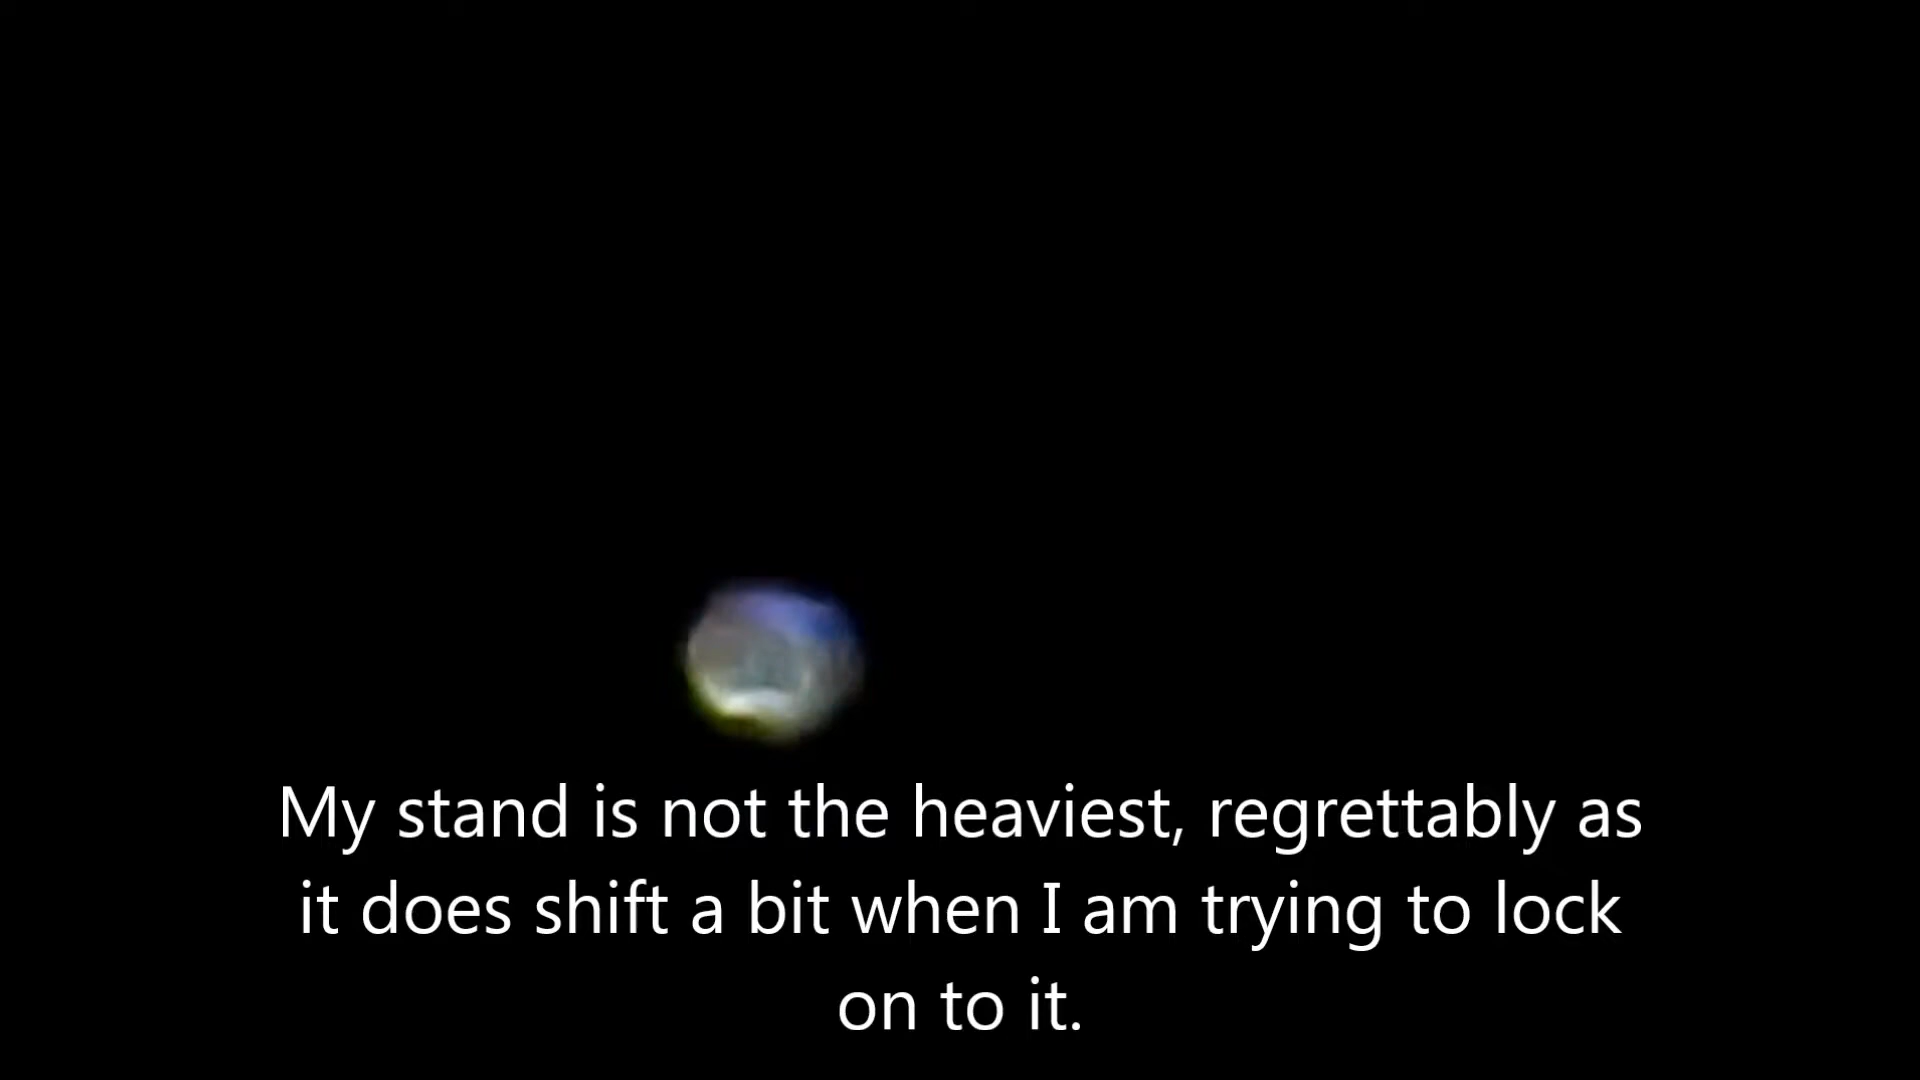 My stand is not the heaviest, regrettably as
it does shift a bit when I am trying to lock
on to it.